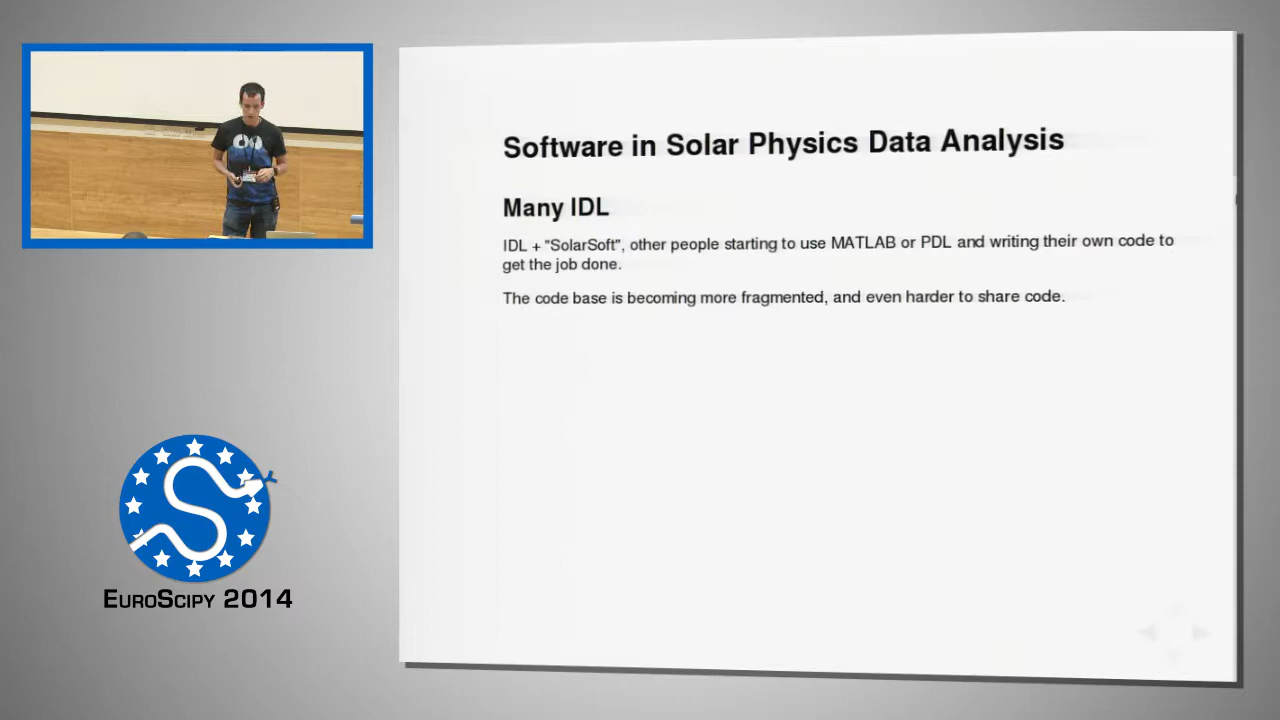 Software in Solar Physics Data Analysis
Many IDL
IDL + "SolarSoft", other people starting to use MATLAB or PDL and writing their own code to
get the job done.
The code base is becoming more fragmented, and even harder to share code.
EuroScipy 2014